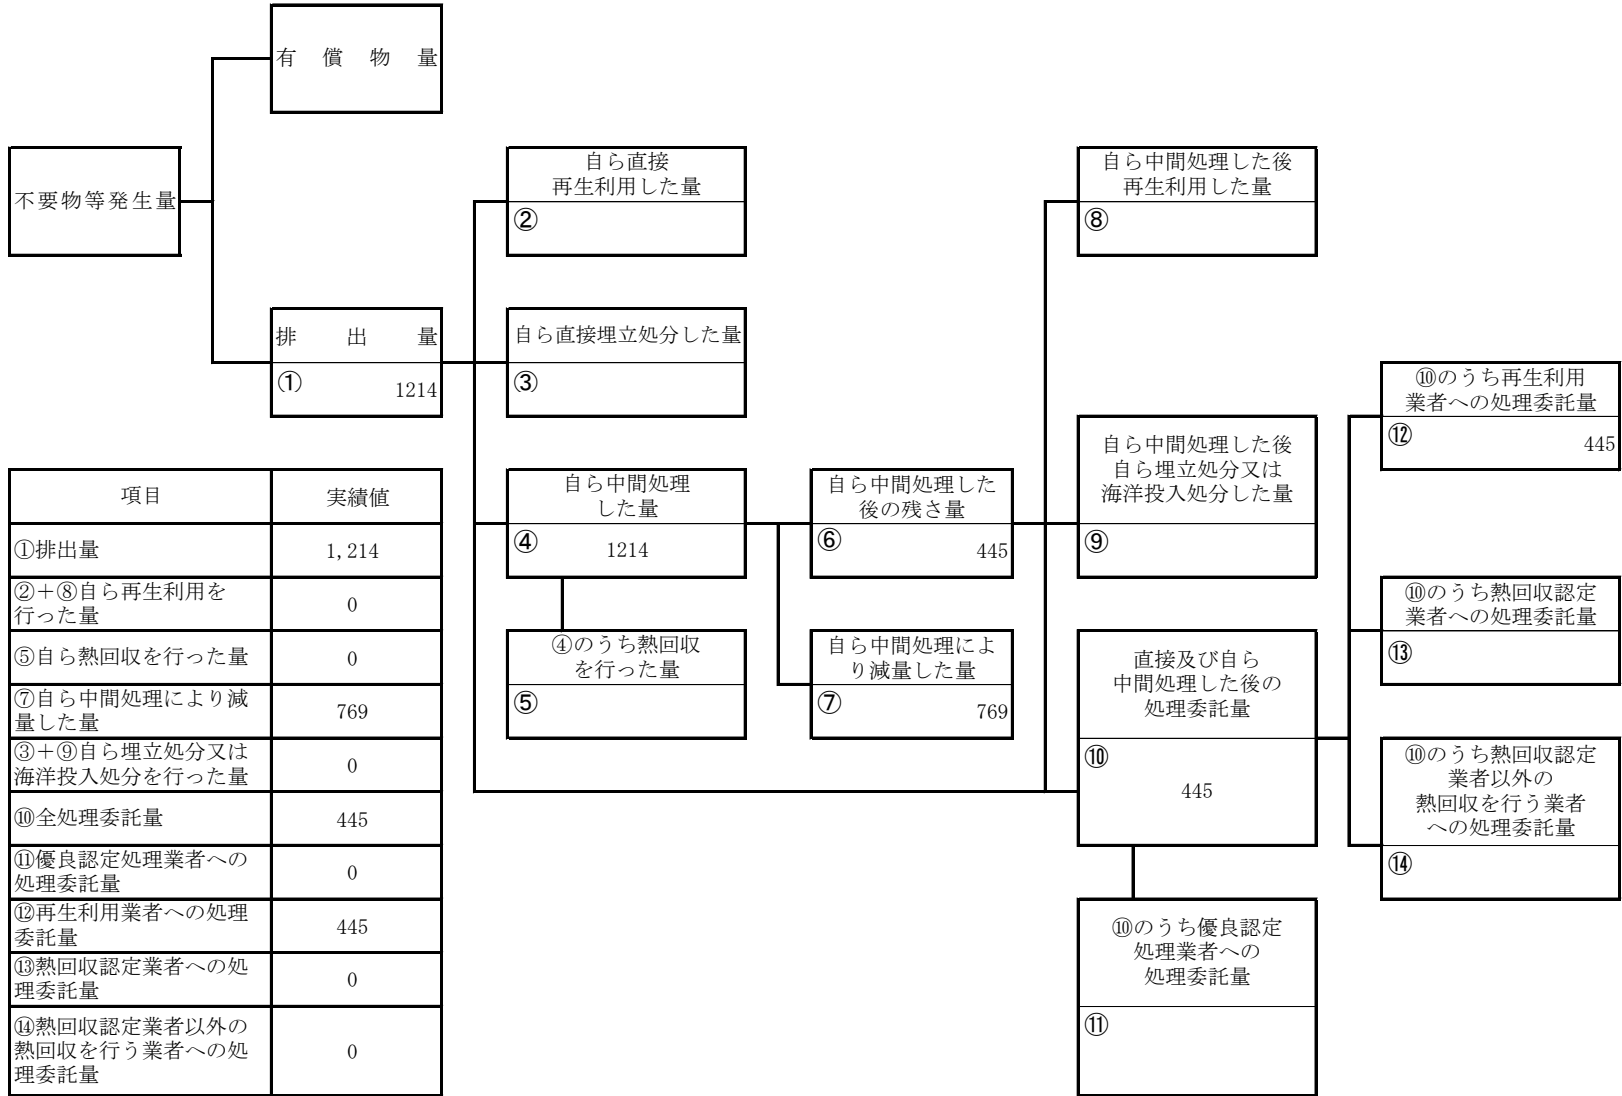 有償物量
不要物等発生量
排出量
① 1214
自ら直接
再生利用した量
②
自ら直接埋立処分した量
③
自ら中間処理
した量
④ 1214
④のうち熱回収
を行った量
⑤
自ら中間処理した
後の残さ量
⑥ 445
自ら中間処理によ
り減量した量
⑦ 769
自ら中間処理した後
再生利用した量
⑧
自ら中間処理した後
自ら埋立処分又は
海洋投入処分した量
⑨
直接及び自ら
中間処理した後の
処理委託量
⑩
445
⑩のうち優良認定
処理業者への
処理委託量
⑪
⑩のうち再生利用
業者への処理委託量
⑫ 445
⑩のうち熱回収認定
業者への処理委託量
⑬
⑩のうち熱回収認定
業者以外の
熱回収を行う業者
への処理委託量
⑭
項目 実績値
①排出量 1,214
②+⑧自ら再生利用を
行った量 0
⑤自ら熱回収を行った量 0
⑦自ら中間処理により減
量した量 769
③+⑨自ら埋立処分又は
海洋投入処分を行った量 0
⑩全処理委託量 445
⑪優良認定処理業者への
処理委託量 0
⑫再生利用業者への処理
委託量 445
⑬熱回収認定業者への処
理委託量 0
⑭熱回収認定業者以外の
熱回収を行う業者への処
理委託量 0